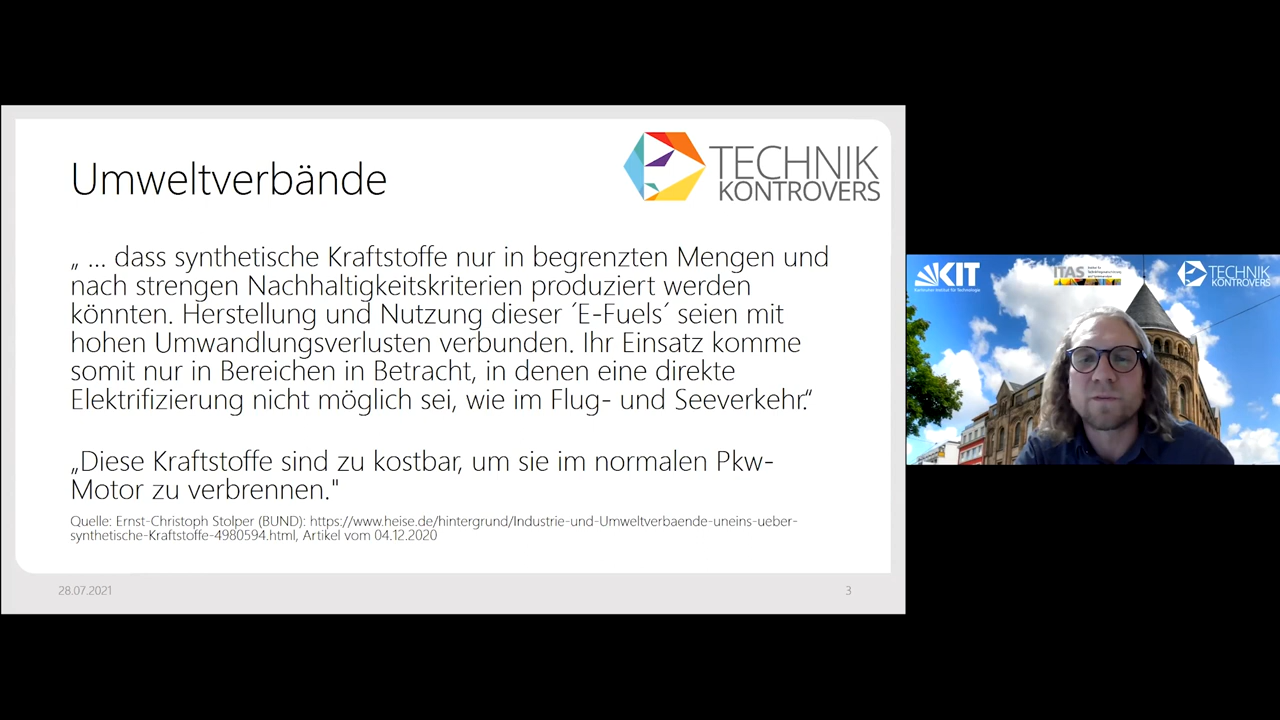 Umweltverbände
TECHNIK
KONTROVERS
„ ... dass synthetische Kraftstoffe nur in begrenzten Mengen und
nach strengen Nachhaltigkeitskriterien produziert werden
könnten. Herstellung und Nutzung dieser ´E-Fuels´ seien mit
hohen Umwandlungsverlusten verbunden. Ihr Einsatz komme
somit nur in Bereichen in Betracht, in denen eine direkte
Elektrifizierung nicht möglich sei, wie im Flug- und Seeverkehr.“
„Diese Kraftstoffe sind zu kostbar, um sie im normalen Pkw-
Motor zu verbrennen."
Quelle: Ernst-Christoph Stolper (BUND): https://www.heise.de/hintergrund/Industrie-und-Umweltverbaende-uneins-ueber-
synthetische-Kraftstoffe-4980594.html, Artikel vom 04.12.2020
28.07.2021
3
KIT
Karlsruher Institut für Technologie
ITAS
TECHNIK
KONTROVERS